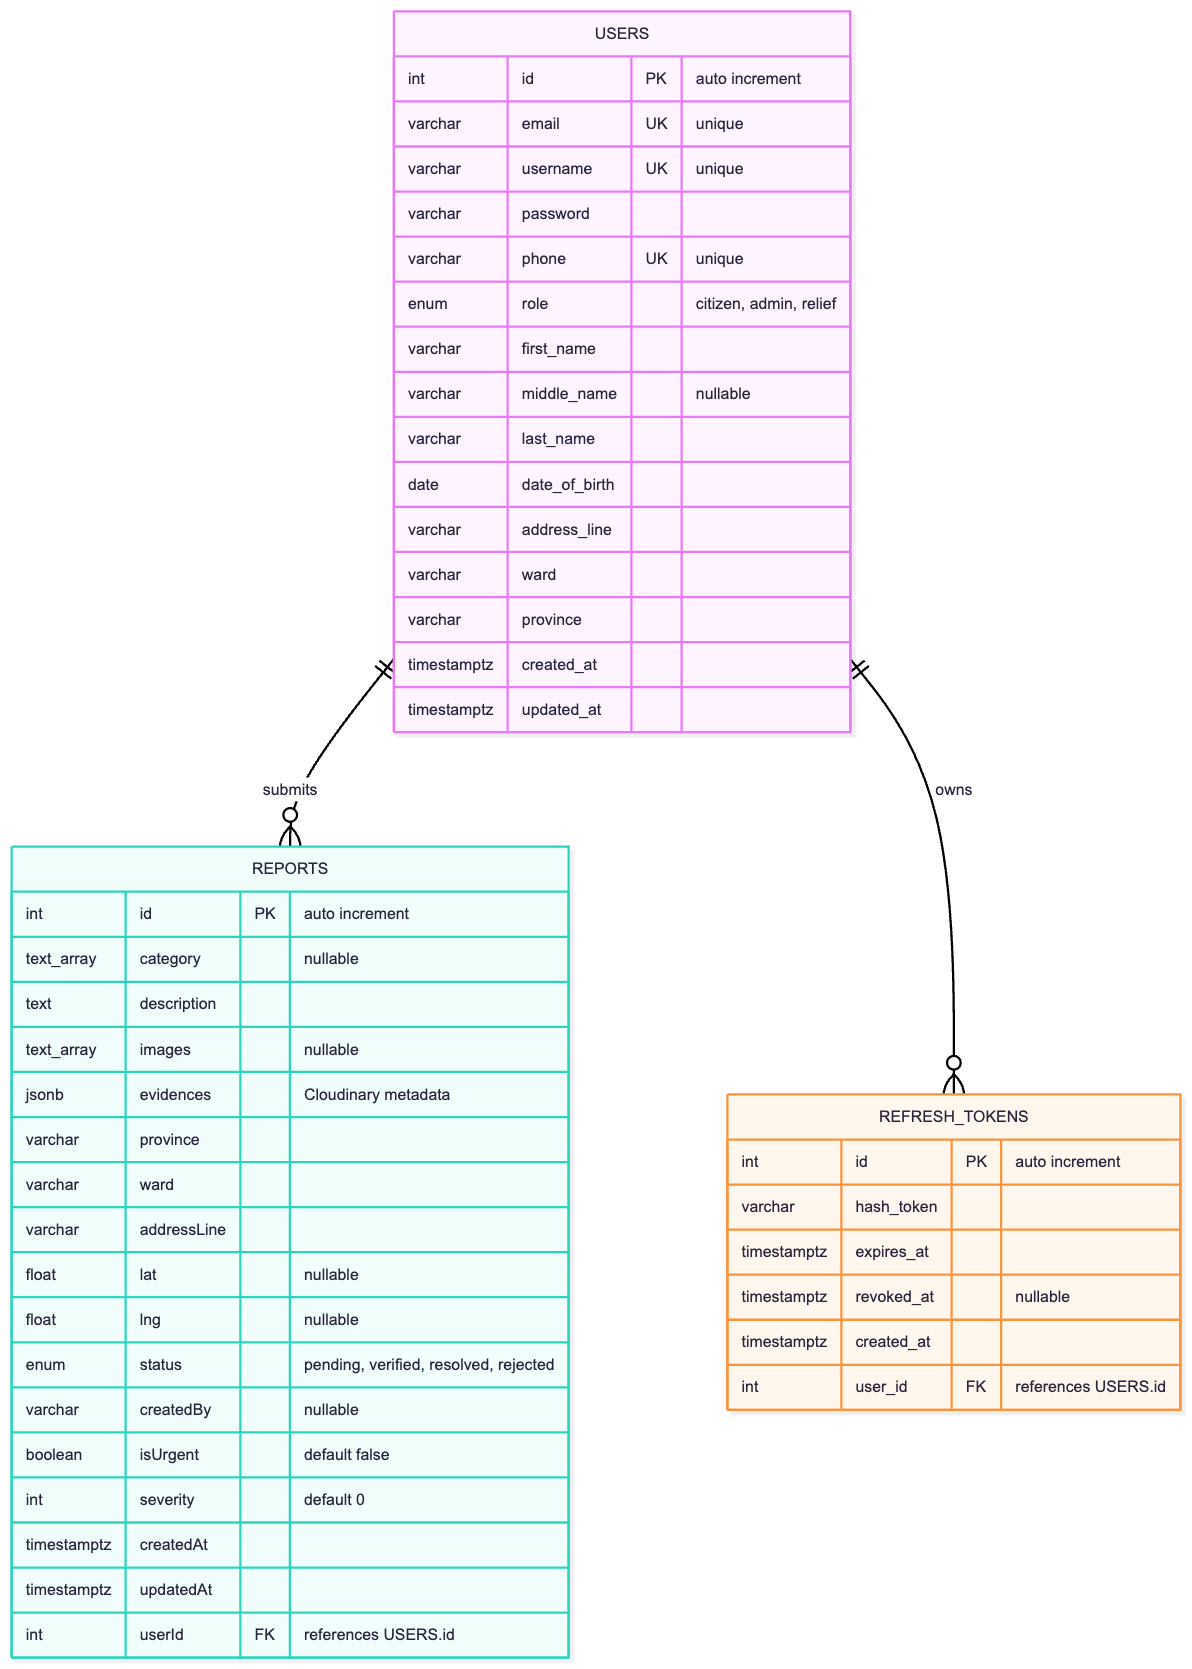 USERS
int id PK auto increment
varchar email UK unique
varchar username UK unique
varchar password
varchar phone UK unique
enum role citizen, admin, relief
varchar first_name
varchar middle_name nullable
varchar last_name
date date_of_birth
varchar address_line
varchar ward
varchar province
timestamptz created_at
timestamptz updated_at
submits
owns
REPORTS
int id PK auto increment
text_array category nullable
text description
text_array images nullable
jsonb evidences Cloudinary metadata
varchar province
varchar ward
varchar addressLine
float lat nullable
float lng nullable
enum status pending, verified, resolved, rejected
varchar createdBy nullable
boolean isUrgent default false
int severity default 0
timestamptz createdAt
timestamptz updatedAt
int userId FK references USERS.id
REFRESH_TOKENS
int id PK auto increment
varchar hash_token
timestamptz expires_at
timestamptz revoked_at nullable
timestamptz created_at
int user_id FK references USERS.id